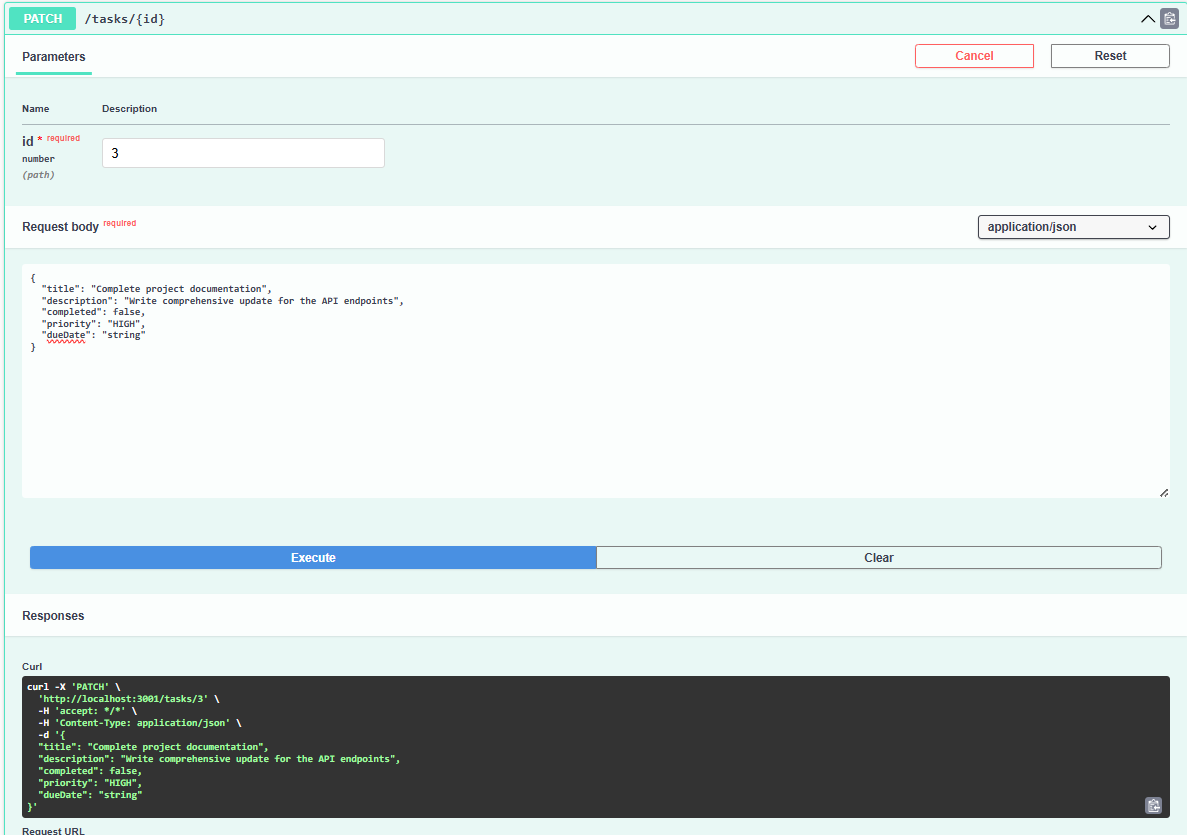 PATCH /tasks/{id}
Parameters Cancel Reset
Name Description
id * required
number
(path)
3
Request body required application/json
{
  "title": "Complete project documentation",
  "description": "Write comprehensive update for the API endpoints",
  "completed": false,
  "priority": "HIGH",
  "dueDate": "string"
}
Execute Clear
Responses
Curl
curl -X 'PATCH' \
  'http://localhost:3001/tasks/3' \
  -H 'accept: */*' \
  -H 'Content-Type: application/json' \
  -d '{
  "title": "Complete project documentation",
  "description": "Write comprehensive update for the API endpoints",
  "completed": false,
  "priority": "HIGH",
  "dueDate": "string"
}'
Request URL